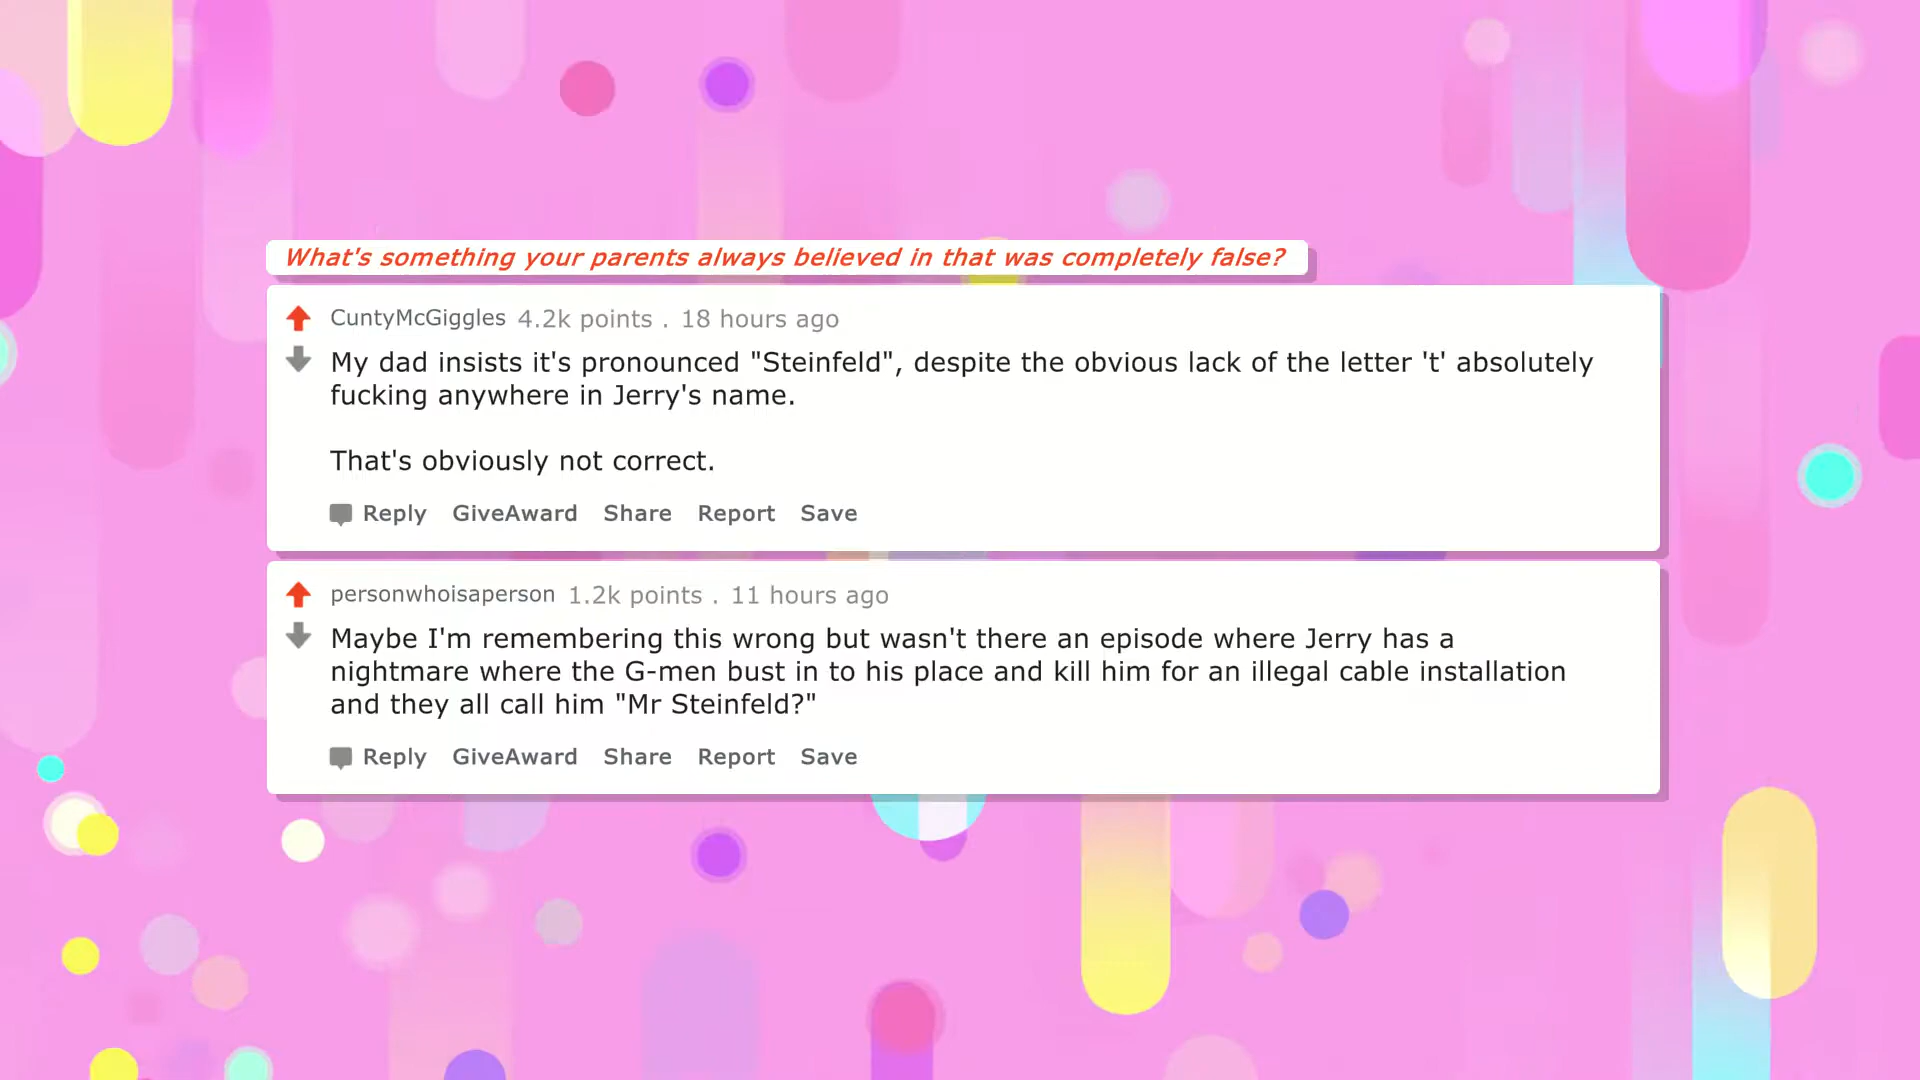 What's something your parents always believed in that was completely false?
CuntyMcGiggles 4.2k points . 18 hours ago
My dad insists it's pronounced "Steinfeld", despite the obvious lack of the letter 't' absolutely
fucking anywhere in Jerry's name.
That's obviously not correct.
Reply GiveAward Share Report Save
personwhoisaperson 1.2k points . 11 hours ago
Maybe I'm remembering this wrong but wasn't there an episode where Jerry has a
nightmare where the G-men bust in to his place and kill him for an illegal cable installation
and they all call him "Mr Steinfeld?"
Reply GiveAward Share Report Save